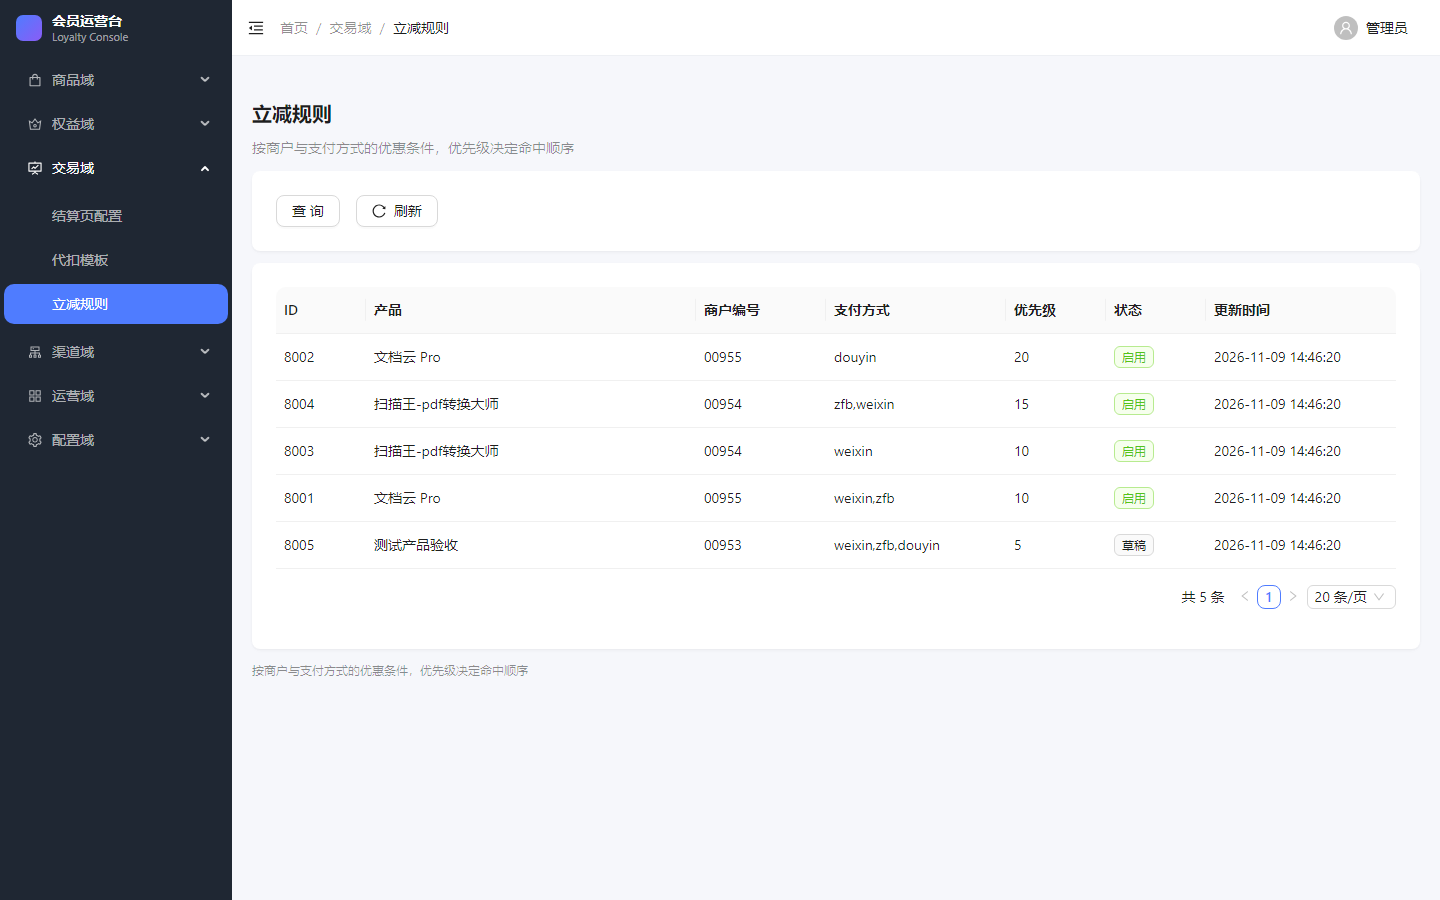 会员运营台
Loyalty Console
商品域
权益域
交易域
结算页配置
代扣模板
立减规则
渠道域
运营域
配置域
首页 / 交易域 / 立减规则
管理员
立减规则
按商户与支付方式的优惠条件，优先级决定命中顺序
查 询 刷新
ID 产品 商户编号 支付方式 优先级 状态 更新时间
8002 文档云 Pro 00955 douyin 20 启用 2026-11-09 14:46:20
8004 扫描王-pdf转换大师 00954 zfb,weixin 15 启用 2026-11-09 14:46:20
8003 扫描王-pdf转换大师 00954 weixin 10 启用 2026-11-09 14:46:20
8001 文档云 Pro 00955 weixin,zfb 10 启用 2026-11-09 14:46:20
8005 测试产品验收 00953 weixin,zfb,douyin 5 草稿 2026-11-09 14:46:20
共 5 条 1 20 条/页
按商户与支付方式的优惠条件，优先级决定命中顺序